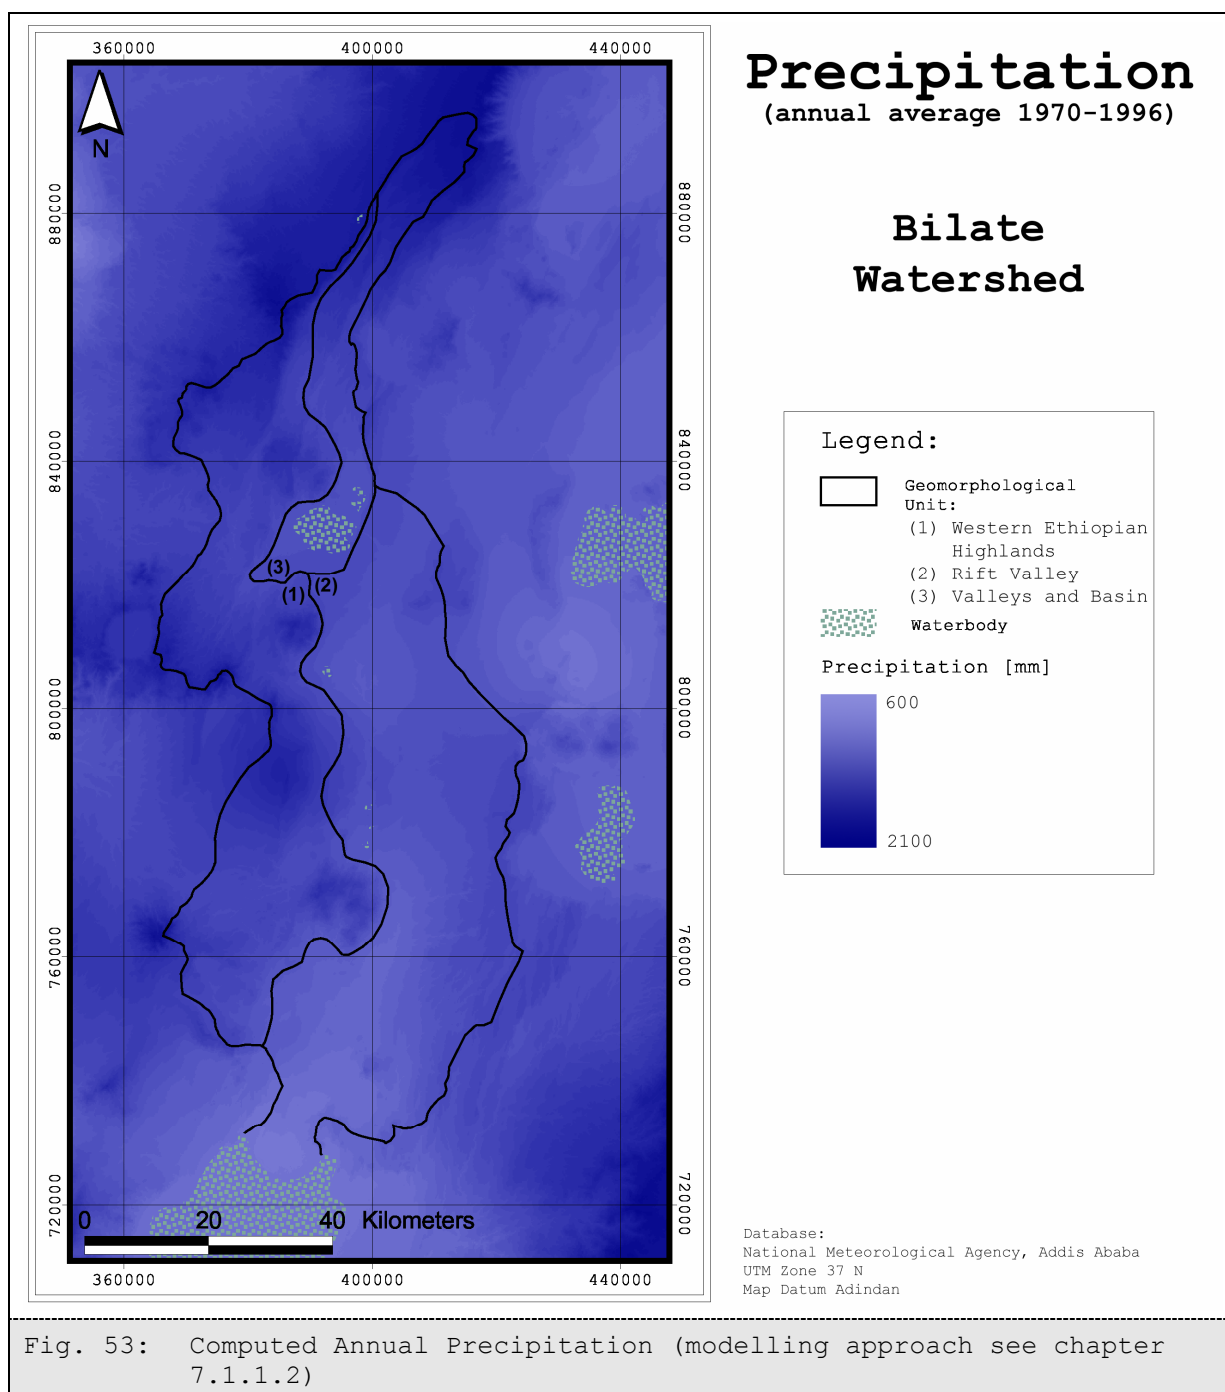 360000 400000 440000
N
880000
840000
800000
760000
720000
880000
840000
800000
760000
720000
(3)
(1)
(2)
0 20 40 Kilometers
360000 400000 440000
Precipitation
(annual average 1970-1996)
Bilate
Watershed
Legend:
Geomorphological
Unit:
(1) Western Ethiopian
Highlands
(2) Rift Valley
(3) Valleys and Basin
Waterbody
Precipitation [mm]
600
2100
Database:
National Meteorological Agency, Addis Ababa
UTM Zone 37 N
Map Datum Adindan
Fig. 53: Computed Annual Precipitation (modelling approach see chapter
7.1.1.2)